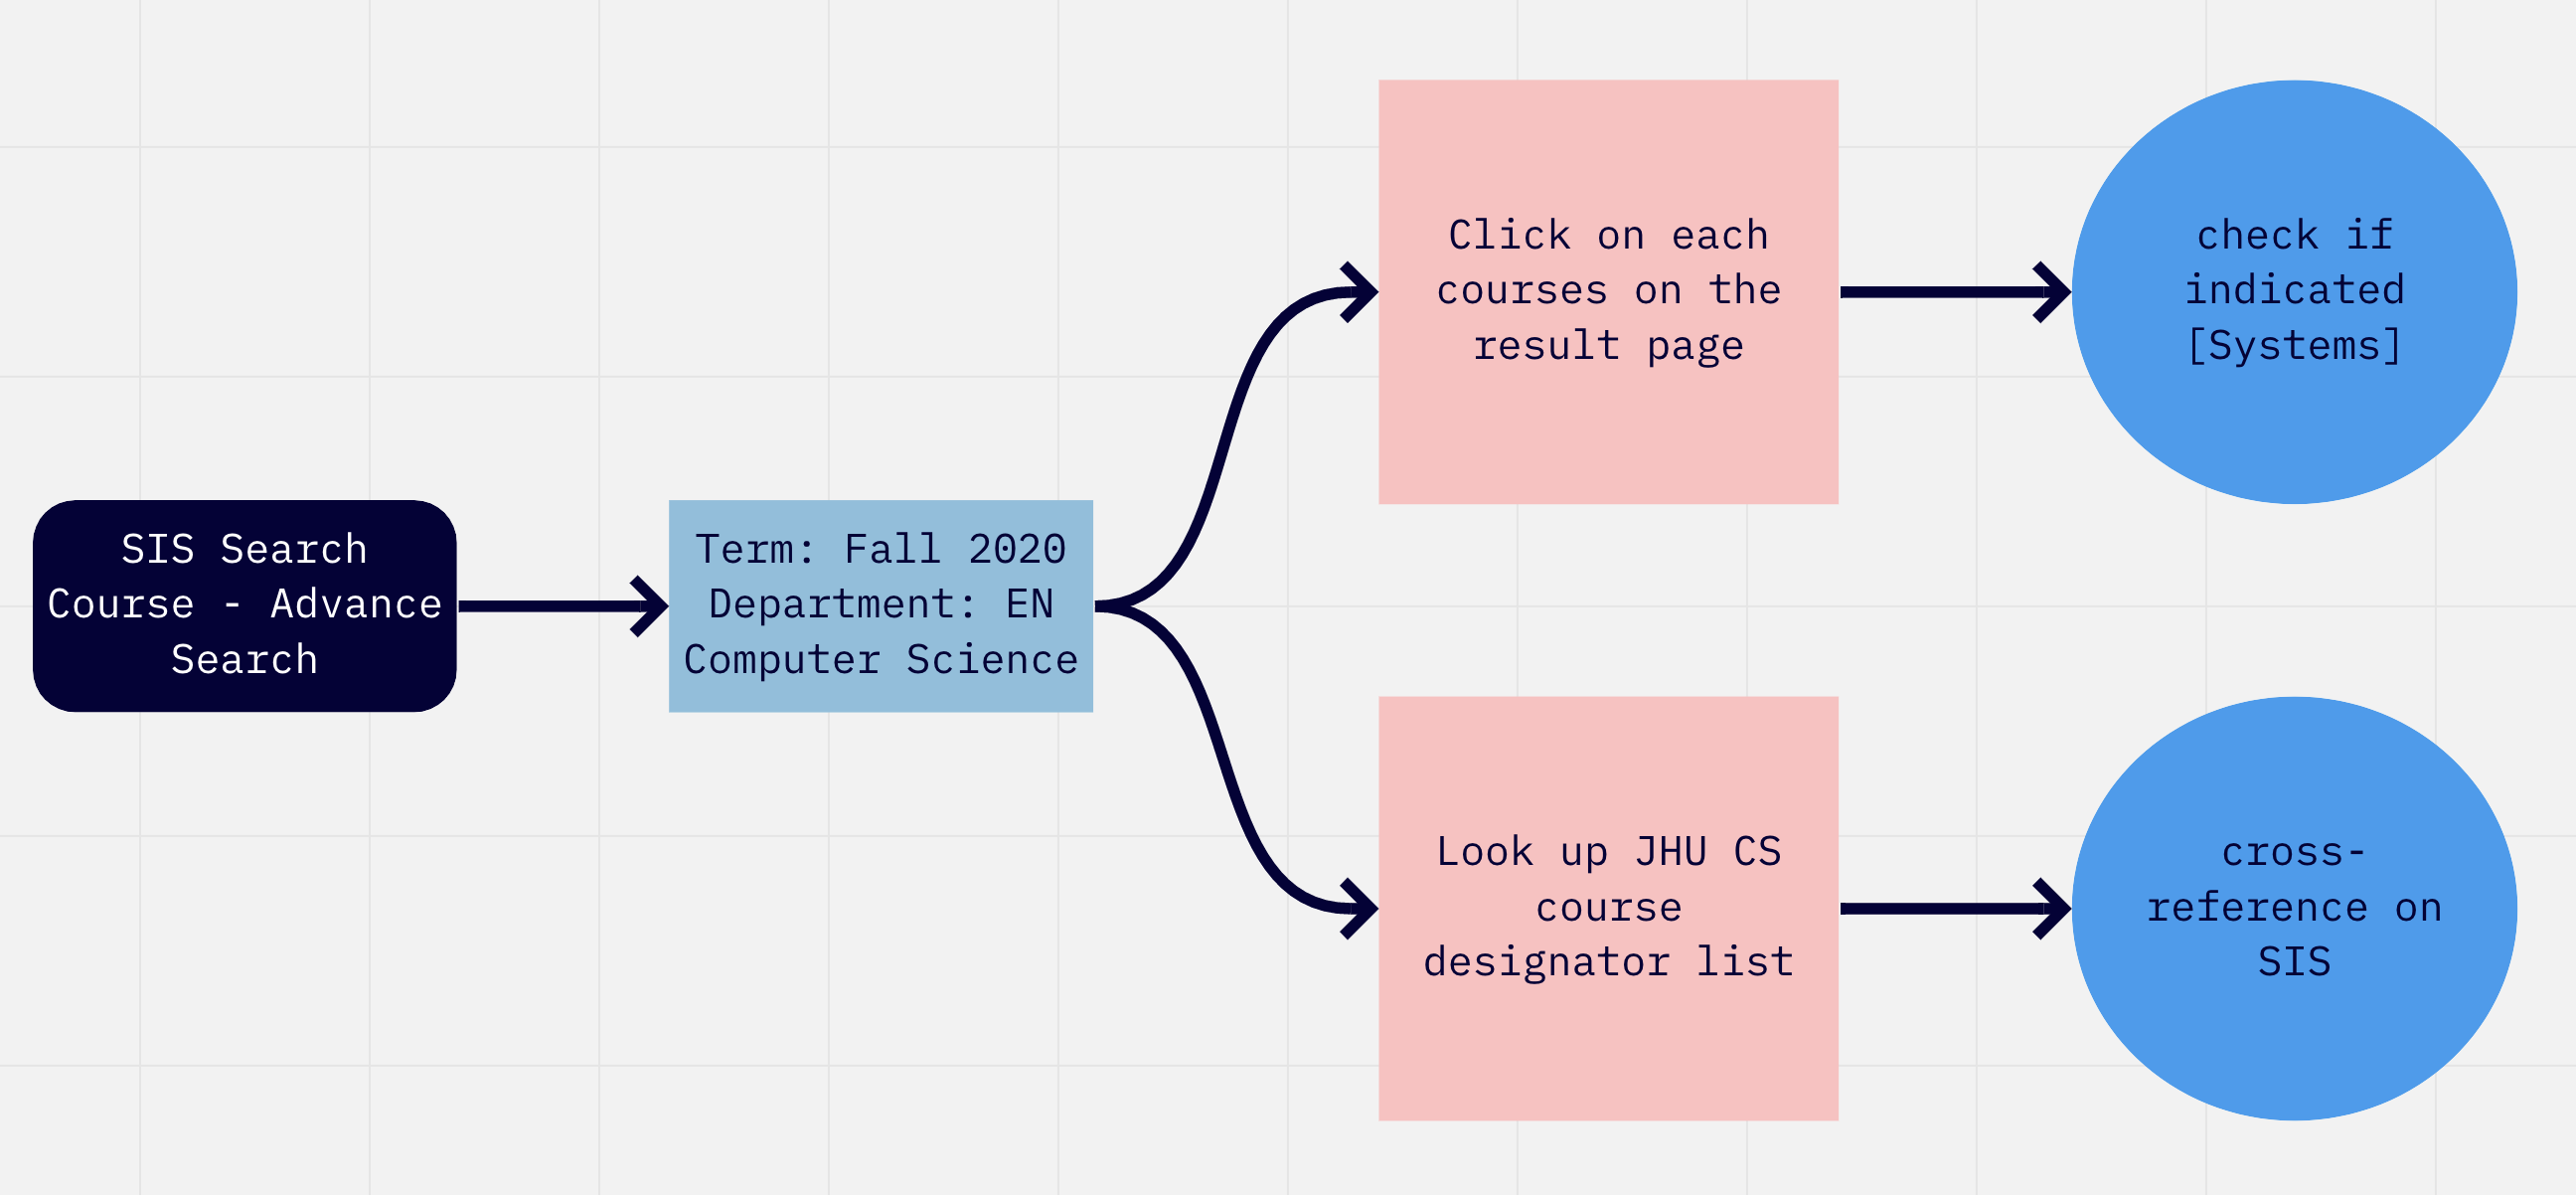 SIS Search
Course - Advance
Search
Term: Fall 2020
Department: EN
Computer Science
Click on each
courses on the
result page
check if
indicated
[Systems]
Look up JHU CS
course
designator list
cross-
reference on
SIS